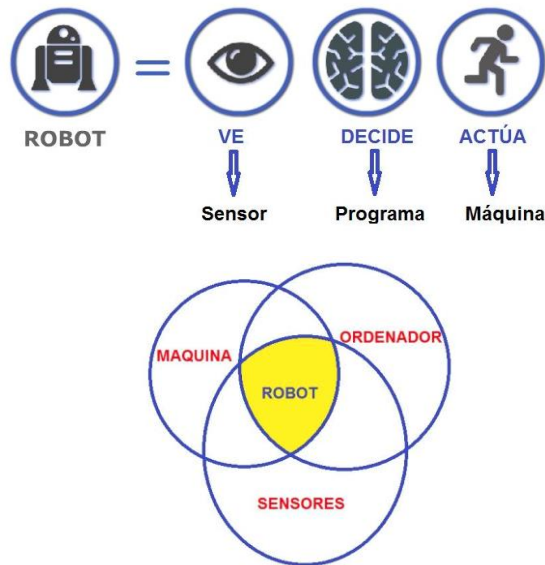 =
ROBOT VE DECIDE ACTÚA
Sensor Programa Máquina
ORDENADOR
MAQUINA
ROBOT
SENSORES